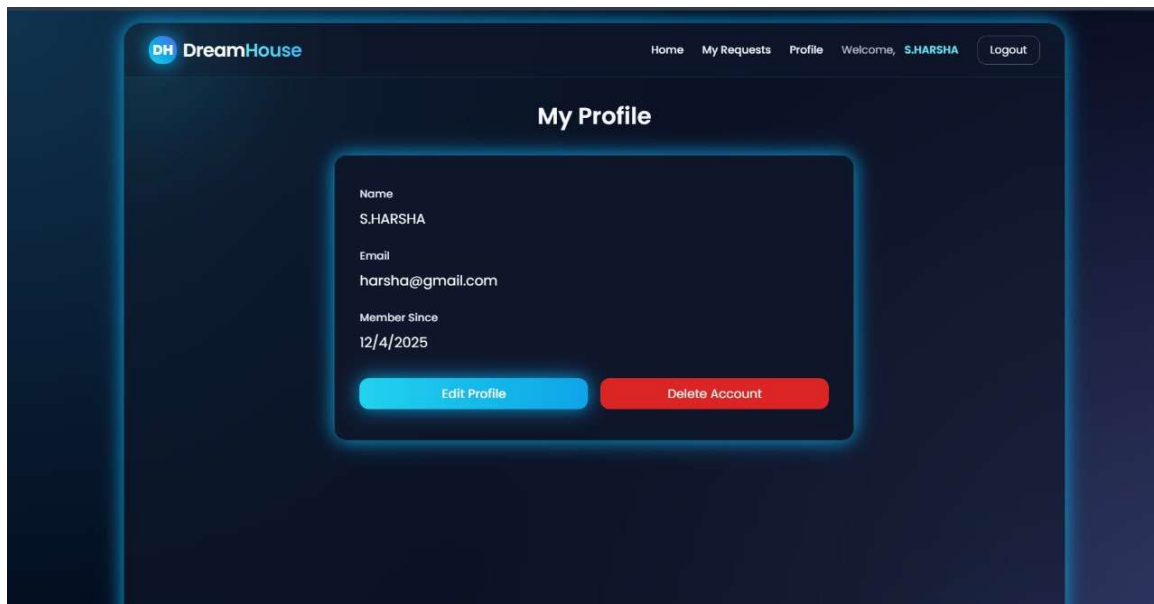 DH DreamHouse
Home My Requests Profile Welcome, S.HARSHA Logout
My Profile
Name
S.HARSHA
Email
harsha@gmail.com
Member Since
12/4/2025
Edit Profile Delete Account